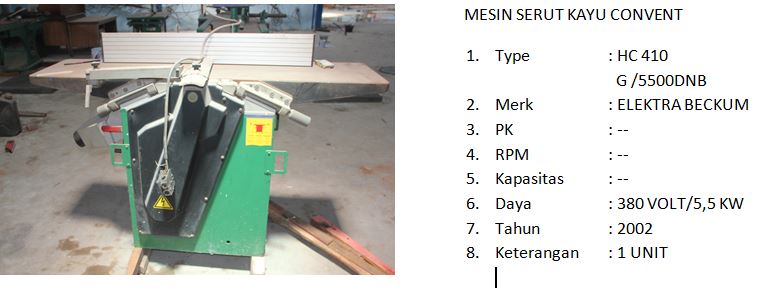 MESIN SERUT KAYU CONVENT
1. Type : HC 410
G /5500DNB
2. Merk : ELEKTRA BECKUM
3. PK : --
4. RPM : --
5. Kapasitas : --
6. Daya : 380 VOLT/5,5 KW
7. Tahun : 2002
8. Keterangan : 1 UNIT